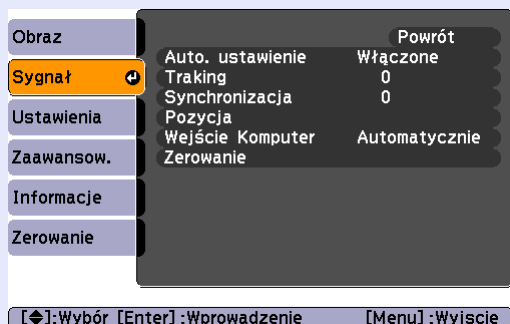 Obraz
Sygnał
Ustawienia
Zaawansow.
Informacje
Zerowanie
Powrót
Auto. ustawienie Włączone
Traking 0
Synchronizacja 0
Pozycja
Wejście Komputer Automatycznie
Zerowanie
[◆]:Wybór [Enter] :Wprowadzenie [Menu] :Wyjscie